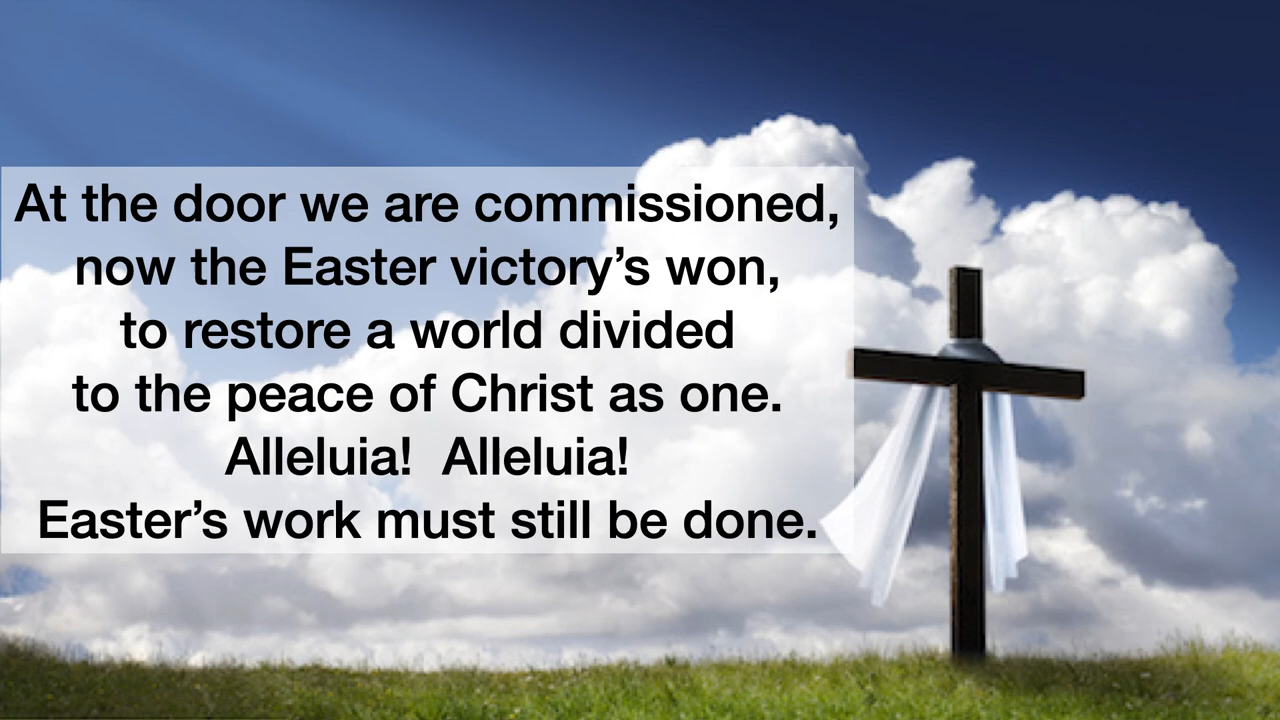 At the door we are commissioned,
now the Easter victory’s won,
to restore a world divided
to the peace of Christ as one.
Alleluia!  Alleluia!
Easter’s work must still be done.